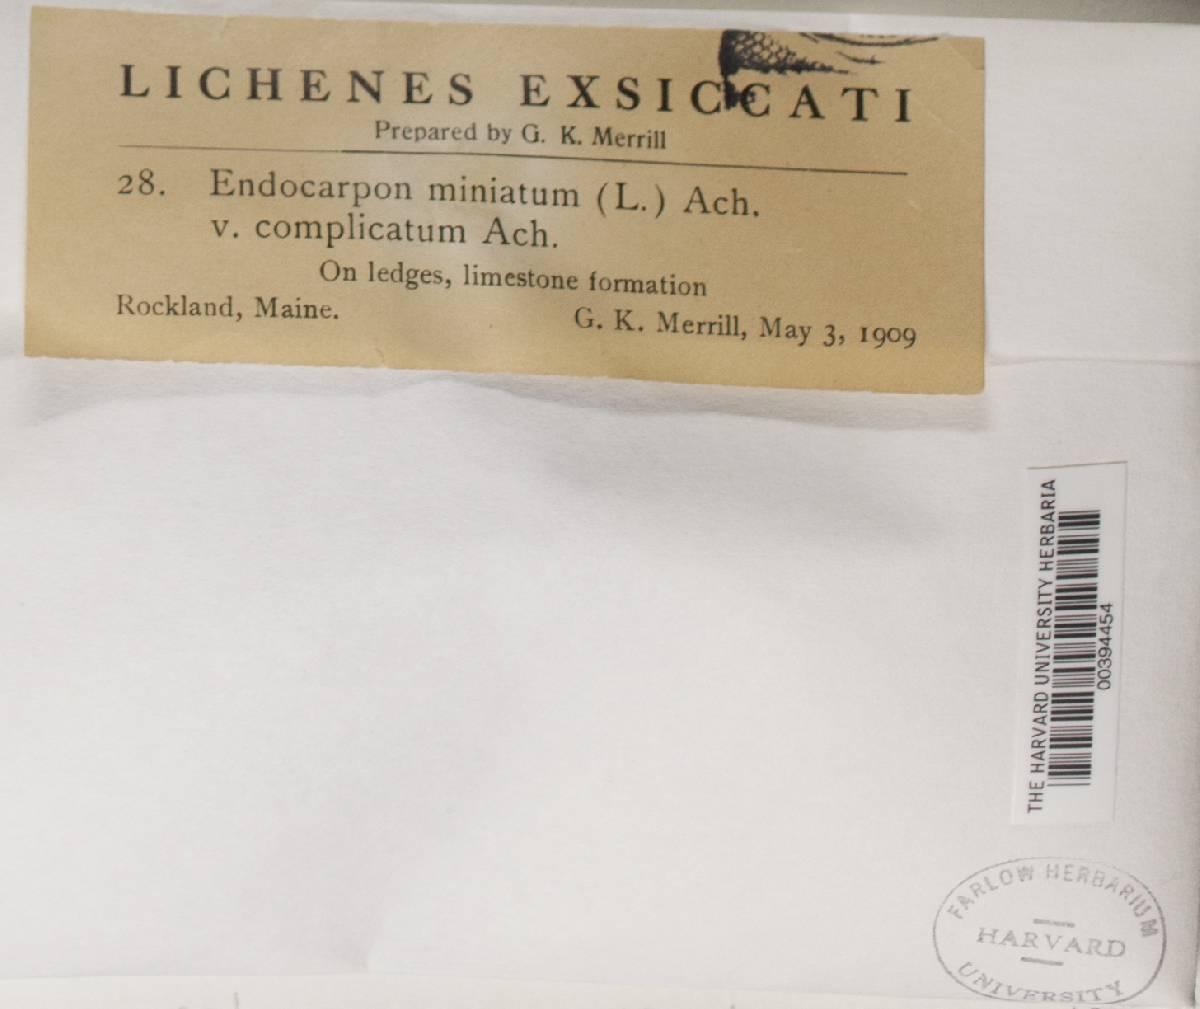 LICHENES EXSICCATI
Prepared by G. K. Merrill
28. Endocarpon miniatum (L.) Ach.
v. complicatum Ach.
On ledges, limestone formation
Rockland, Maine. G. K. Merrill, May 3, 1909
THE HARVARD UNIVERSITY HERBARIA
00394454
FARLOW HERBARIUM
HARVARD
UNIVERSITY